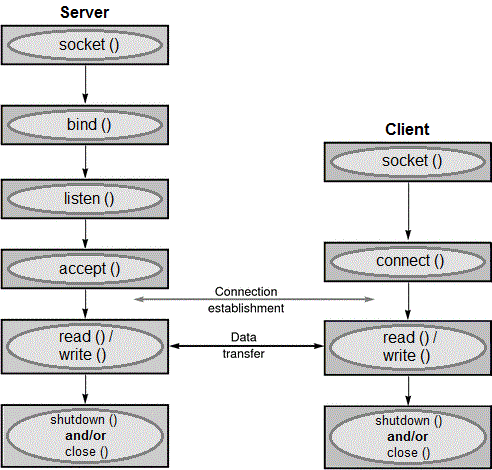 Server
socket ()
bind ()
listen ()
accept ()
read () /
write ()
shutdown ()
and/or
close ()
Connection
establishment
Data
transfer
Client
socket ()
connect ()
read () /
write ()
shutdown ()
and/or
close ()